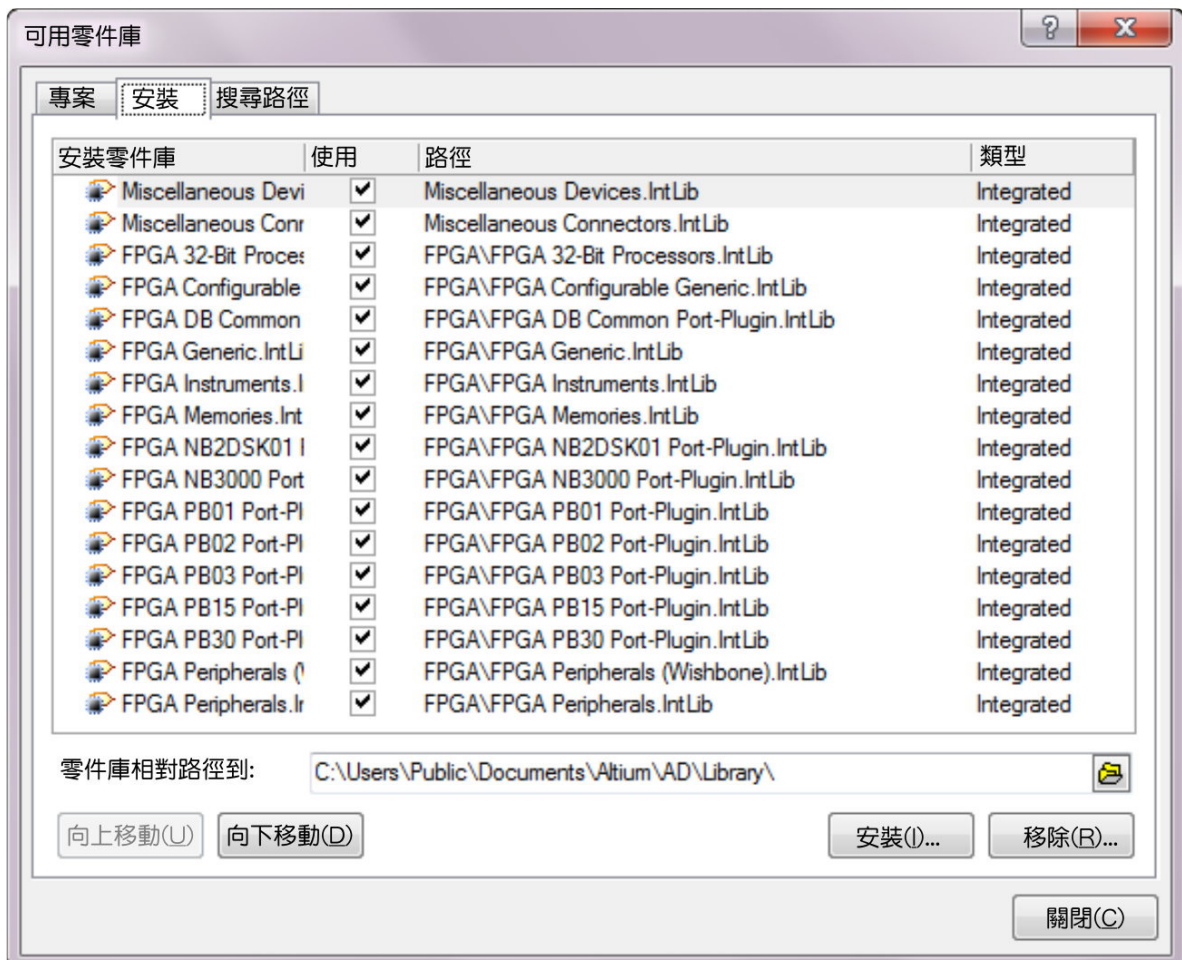 可用零件庫
專案 安裝 搜尋路徑
安裝零件庫 使用 路徑 類型
Miscellaneous Devi Miscellaneous Devices.IntLib Integrated
Miscellaneous Conr Miscellaneous Connectors.IntLib Integrated
FPGA 32-Bit Proces FPGA\FPGA 32-Bit Processors.IntLib Integrated
FPGA Configurable FPGA\FPGA Configurable Generic.IntLib Integrated
FPGA DB Common FPGA\FPGA DB Common Port-Plugin.IntLib Integrated
FPGA Generic.IntLi FPGA\FPGA Generic.IntLib Integrated
FPGA Instruments.I FPGA\FPGA Instruments.IntLib Integrated
FPGA Memories.Int FPGA\FPGA Memories.IntLib Integrated
FPGA NB2DSK01 FPGA\FPGA NB2DSK01 Port-Plugin.IntLib Integrated
FPGA NB3000 Port FPGA\FPGA NB3000 Port-Plugin.IntLib Integrated
FPGA PB01 Port-Pl FPGA\FPGA PB01 Port-Plugin.IntLib Integrated
FPGA PB02 Port-Pl FPGA\FPGA PB02 Port-Plugin.IntLib Integrated
FPGA PB03 Port-Pl FPGA\FPGA PB03 Port-Plugin.IntLib Integrated
FPGA PB15 Port-Pl FPGA\FPGA PB15 Port-Plugin.IntLib Integrated
FPGA PB30 Port-Pl FPGA\FPGA PB30 Port-Plugin.IntLib Integrated
FPGA Peripherals ( FPGA\FPGA Peripherals (Wishbone).IntLib Integrated
FPGA Peripherals.Ir FPGA\FPGA Peripherals.IntLib Integrated
零件庫相對路徑到: C:\Users\Public\Documents\Altium\AD\Library\
向上移動(U) 向下移動(D) 安裝(I)... 移除(R)...
關閉(C)